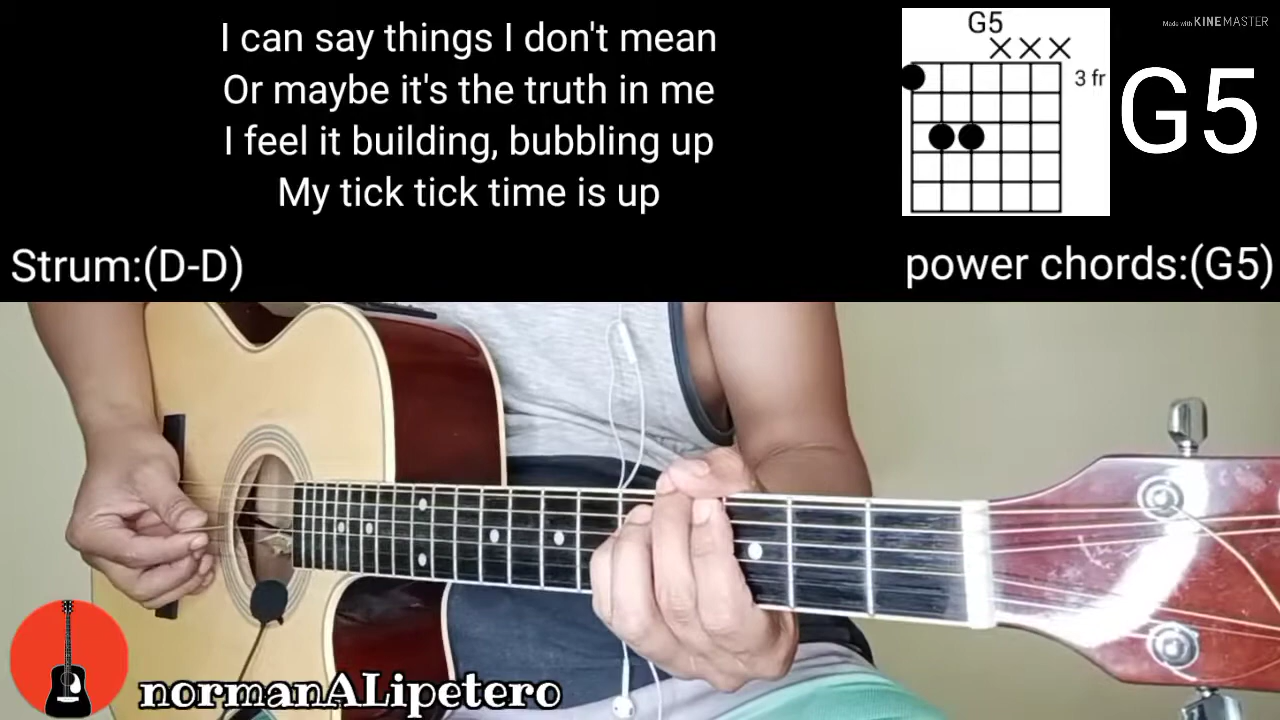 I can say things I don't mean
Or maybe it's the truth in me
I feel it building, bubbling up
My tick tick time is up
G5
XXX
3 fr
Made with KINEMASTER
G5
Strum:(D-D)
power chords:(G5)
normanALipetero